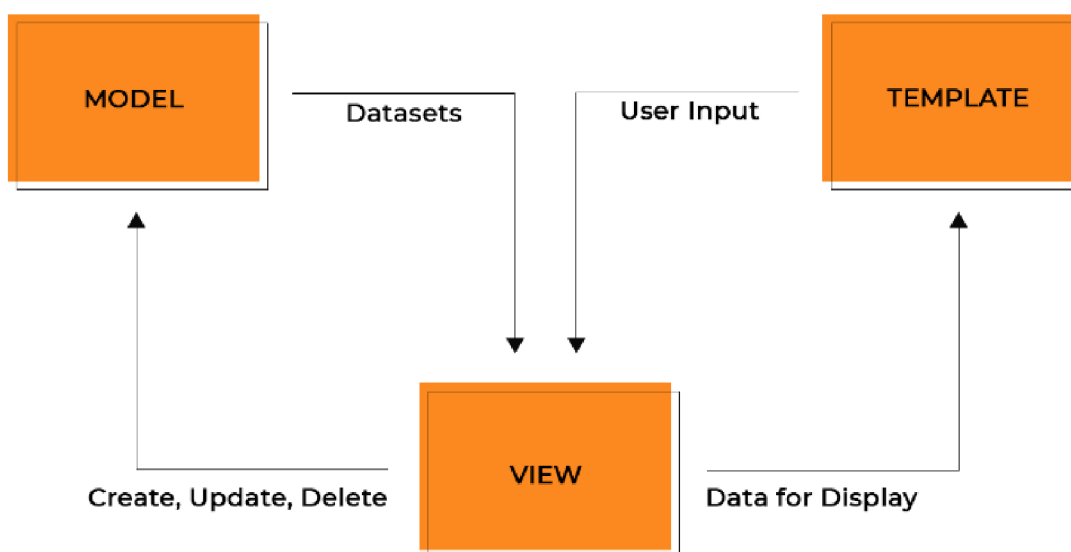 MODEL
Datasets
User Input
TEMPLATE
VIEW
Create, Update, Delete
Data for Display